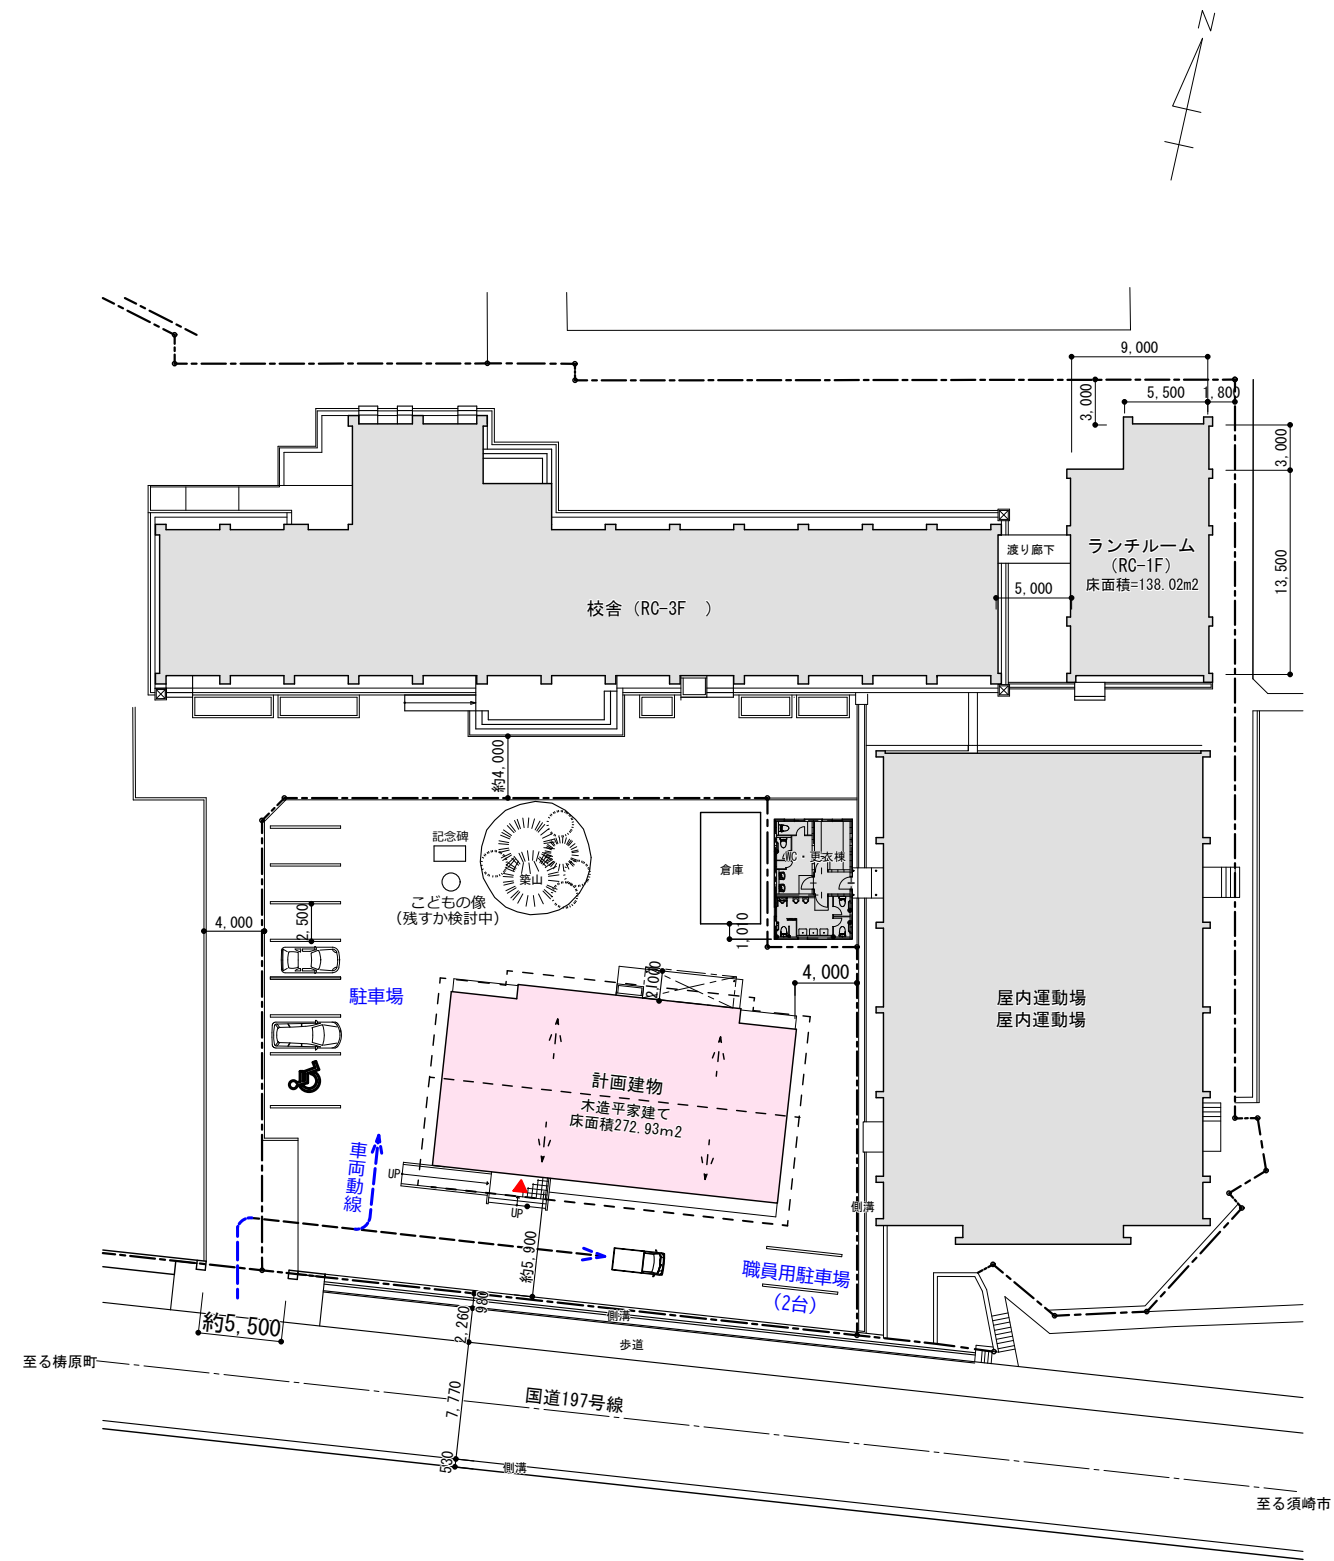 N
9,000
5,500
1,800
3,000
3,000
13,500
渡り廊下
ランチルーム
(RC-1F)
床面積=138.02m2
5,000
校舎（RC-3F　）
約4,000
記念碑
築山
こどもの像
(残すか検討中)
倉庫
WC・更衣棟
1,010
4,000
2,500
駐車場
2,000
4,000
屋内運動場
屋内運動場
計画建物
木造平家建て
床面積272.93m2
車両動線
UP
UP
側溝
約5,900
職員用駐車場
(2台)
約5,500
980
2,260
側溝
歩道
至る梼原町
国道197号線
7,770
530
側溝
至る須崎市